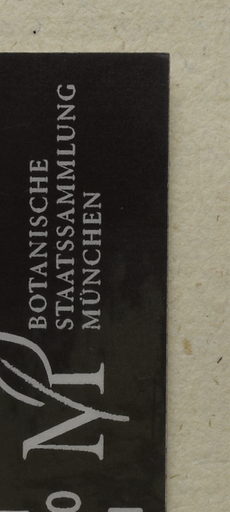 BOTANISCHE
STAATSSAMMLUNG
MÜNCHEN
M